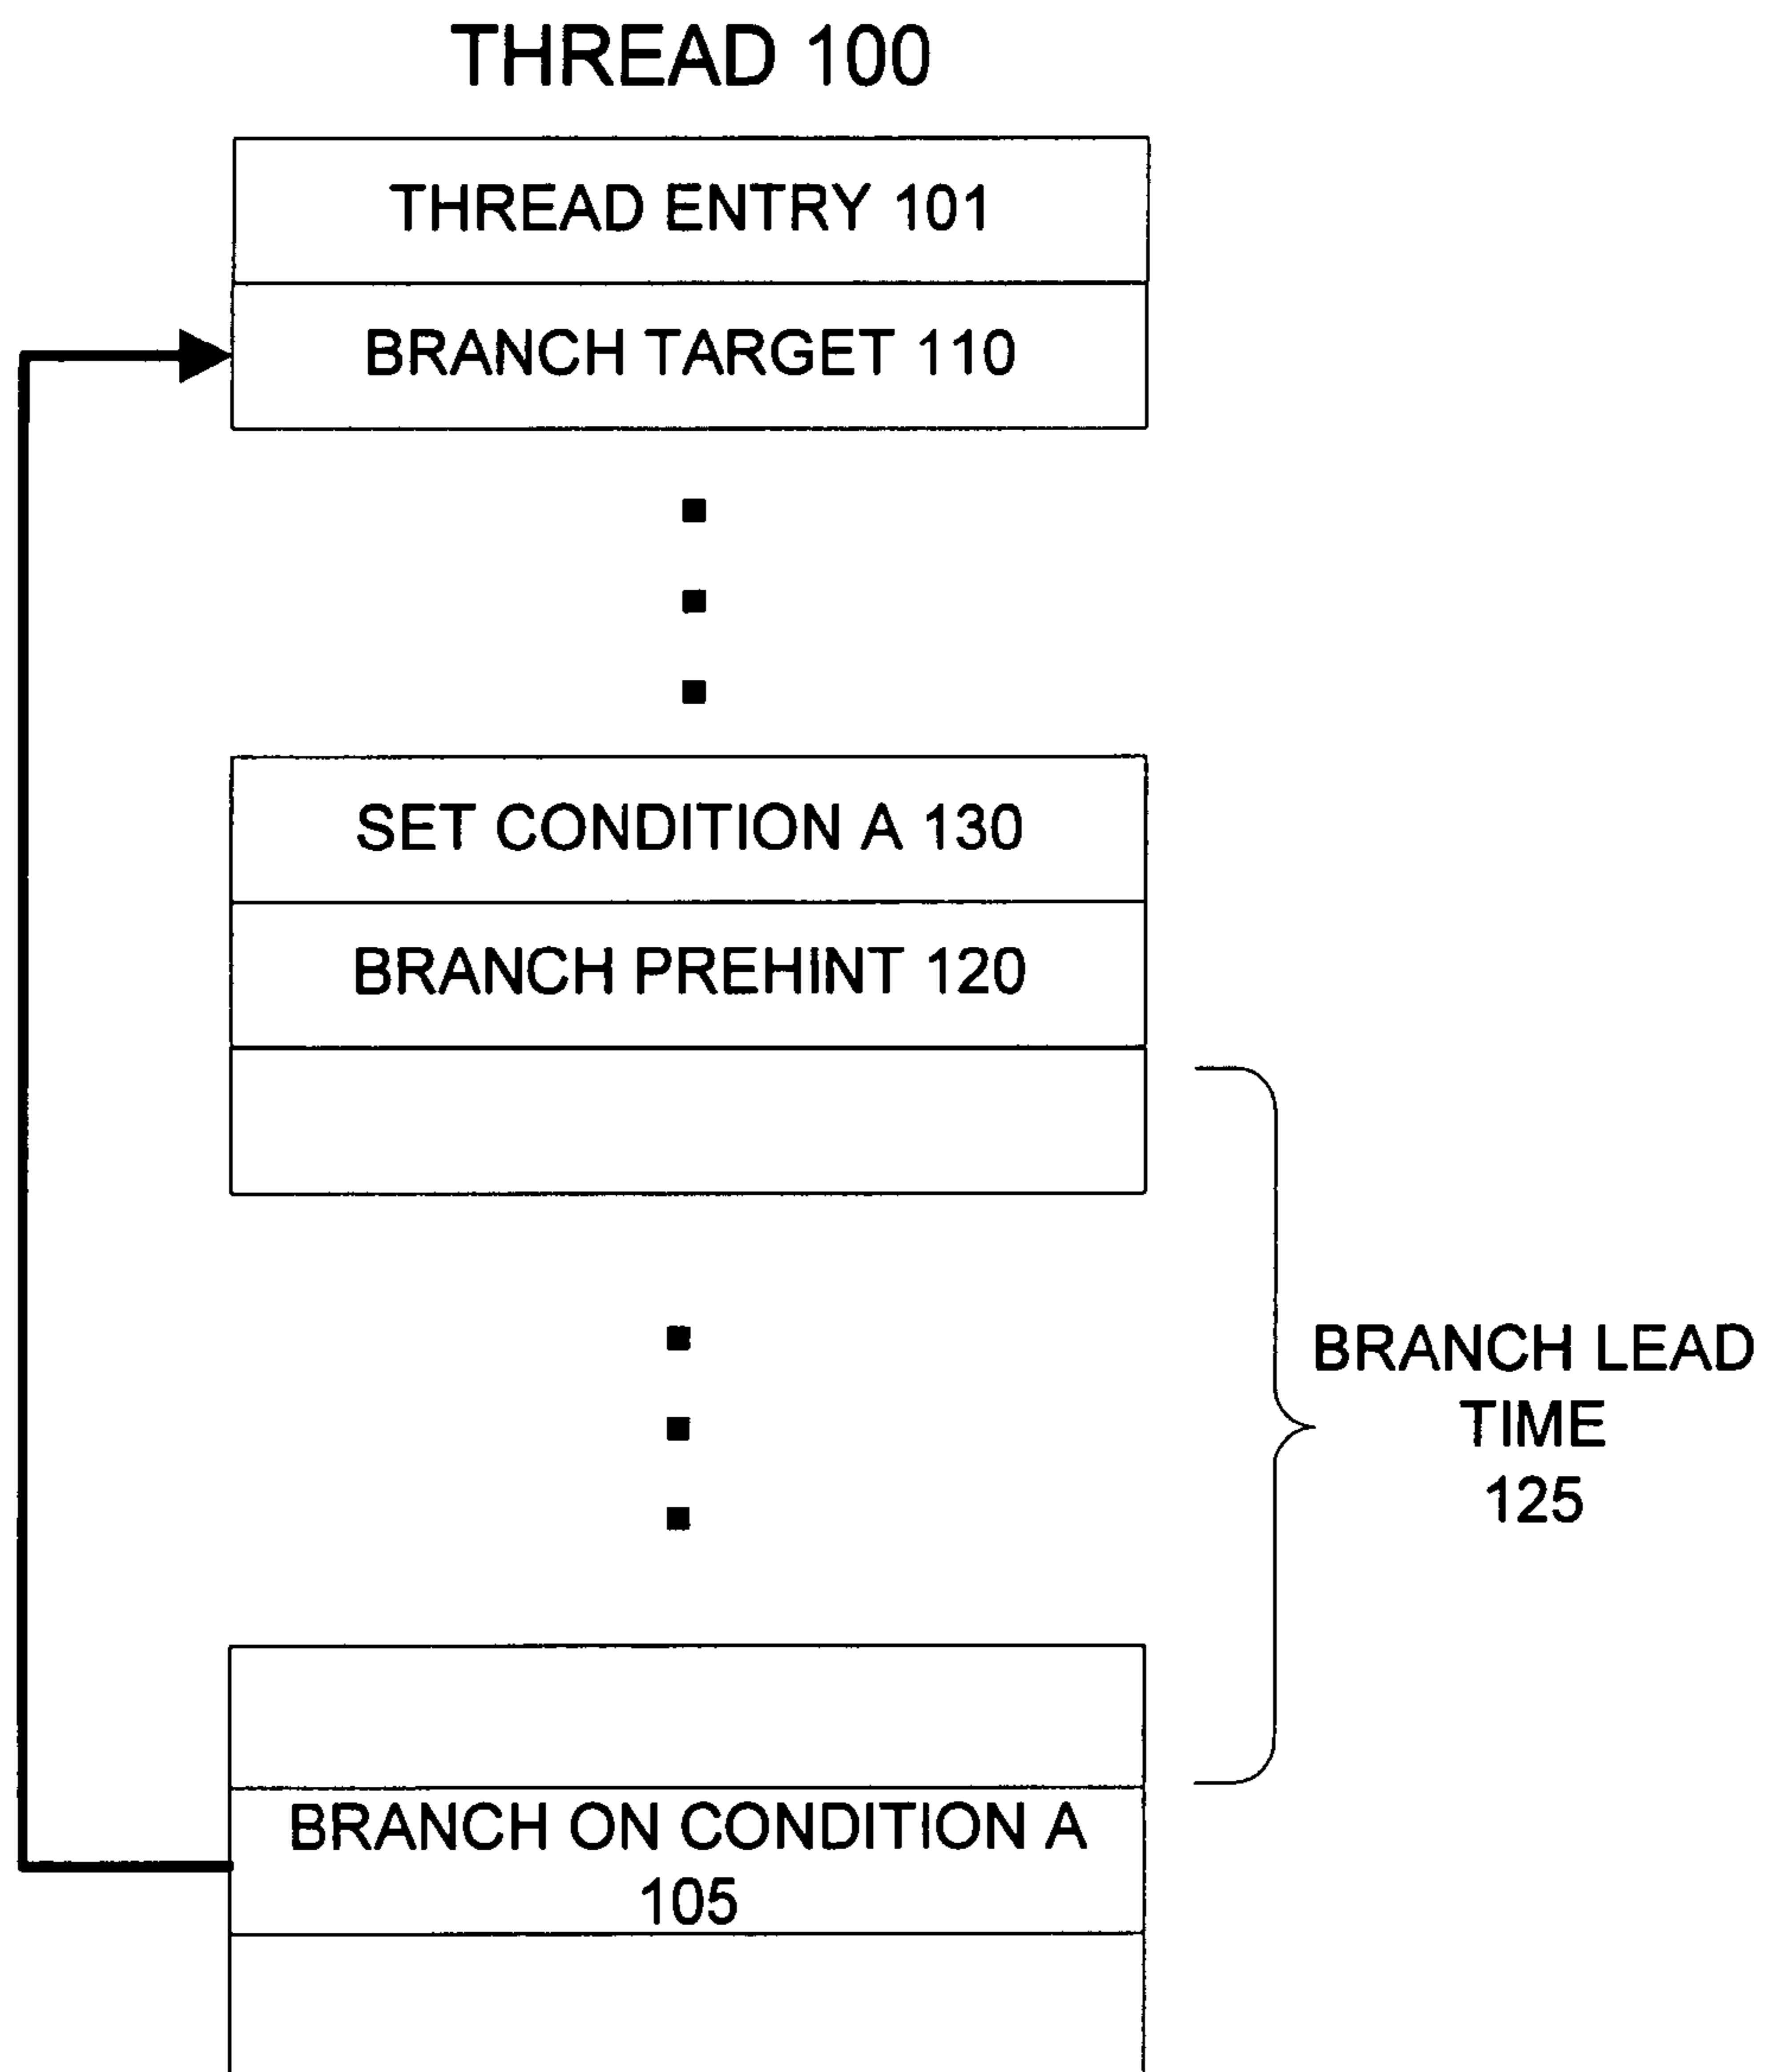 THREAD 100
THREAD ENTRY 101
BRANCH TARGET 110
SET CONDITION A 130
BRANCH PREHINT 120
BRANCH LEAD
TIME
125
BRANCH ON CONDITION A
105